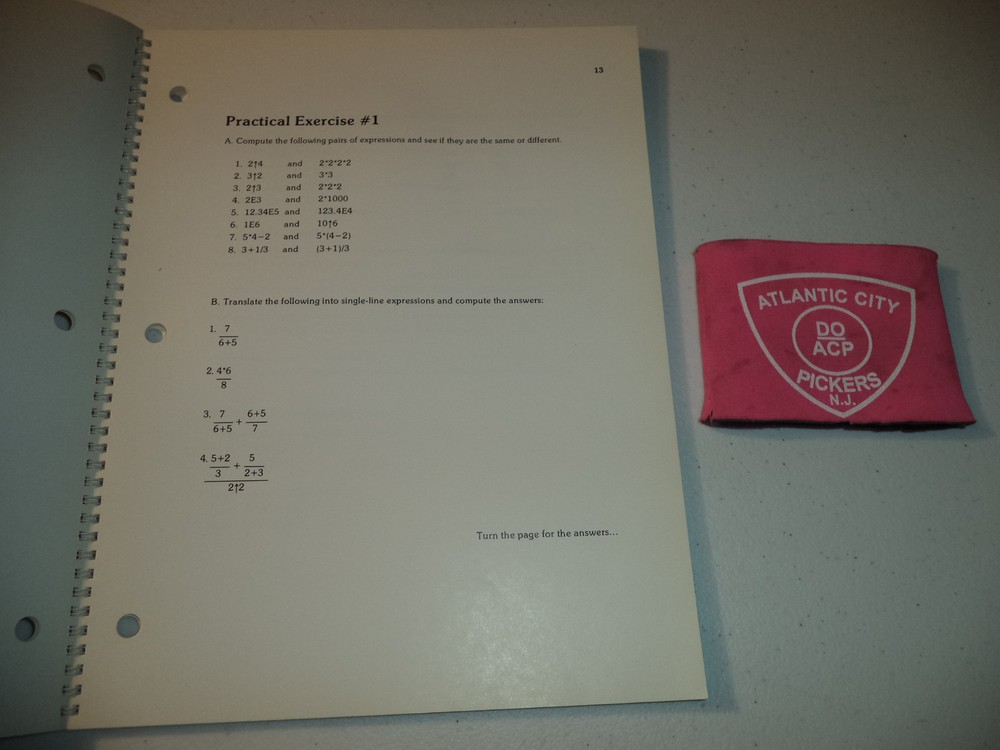 13
Practical Exercise #1
A. Compute the following pairs of expressions and see if they are the same or different.
1. 2↑4 and 2*2*2*2
2. 3↑2 and 3*3
3. 2↑3 and 2*2*2
4. 2E3 and 2*1000
5. 12.34E5 and 123.4E4
6. 1E6 and 10↑6
7. 5*4−2 and 5*(4−2)
8. 3+1/3 and (3+1)/3
B. Translate the following into single-line expressions and compute the answers:
1. 7
6+5
2. 4*6
8
3. 7 + 6+5
6+5 7
4. 5+2 + 5
3 2+3
2↑2
Turn the page for the answers...
ATLANTIC CITY
DO
ACP
PICKERS
N.J.